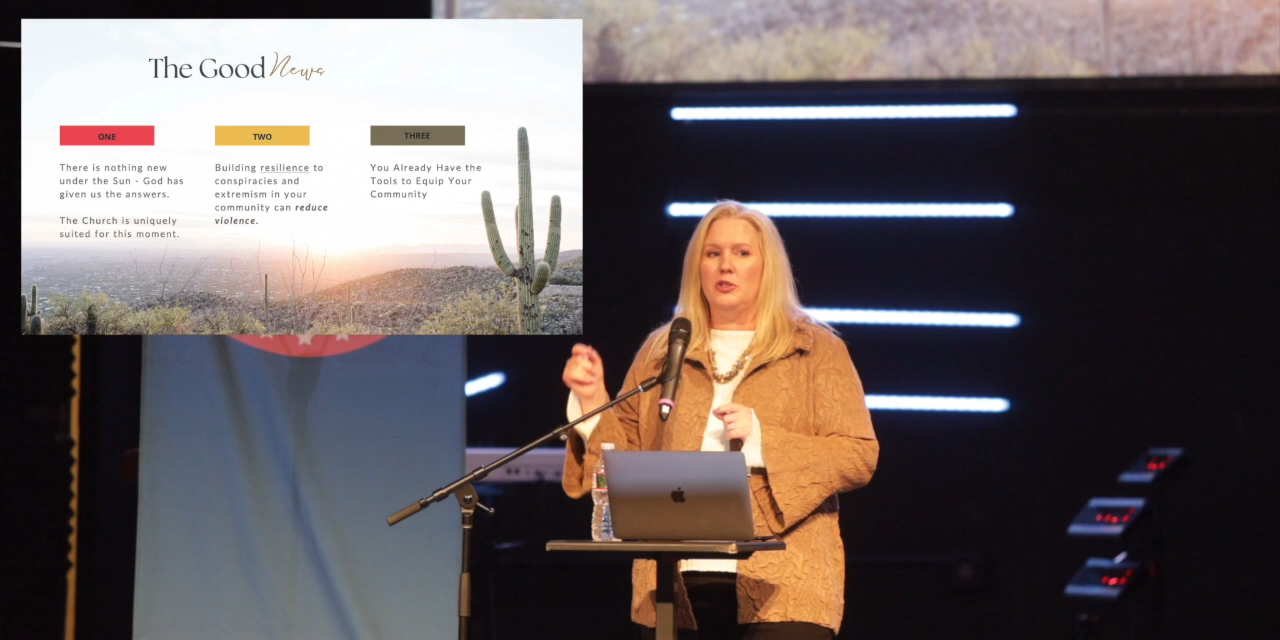 The Good News
ONE
TWO
THREE
There is nothing new
under the Sun - God has
given us the answers.
The Church is uniquely
suited for this moment.
Building resilience to
conspiracies and
extremism in your
community can reduce
violence.
You Already Have the
Tools to Equip Your
Community